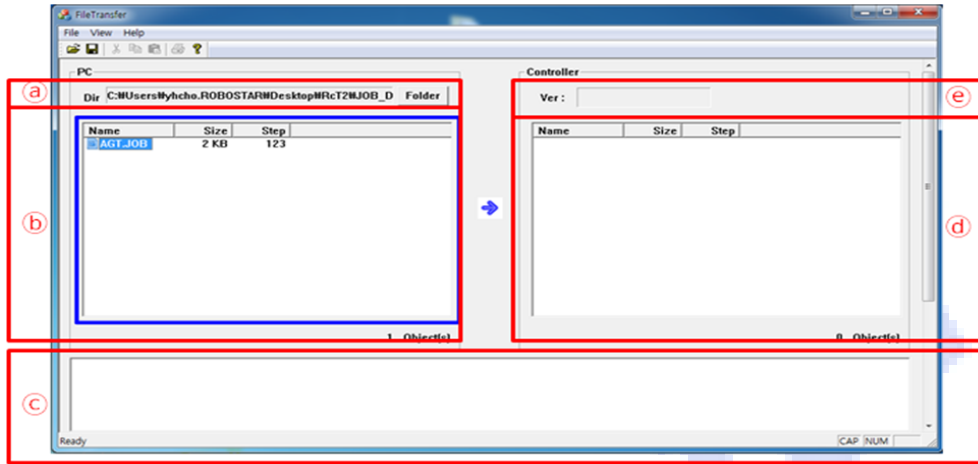 FileTransfer
File View Help
PC
Controller
ⓐ
Dir C:₩Users₩yhcho.ROBOSTAR₩Desktop₩RcT2₩JOB_D Folder
Ver :
ⓔ
Name Size Step
AGT.JOB 2 KB 123
Name Size Step
ⓑ
ⓓ
1 Object(s)
0 Object(s)
ⓒ
Ready
CAP NUM